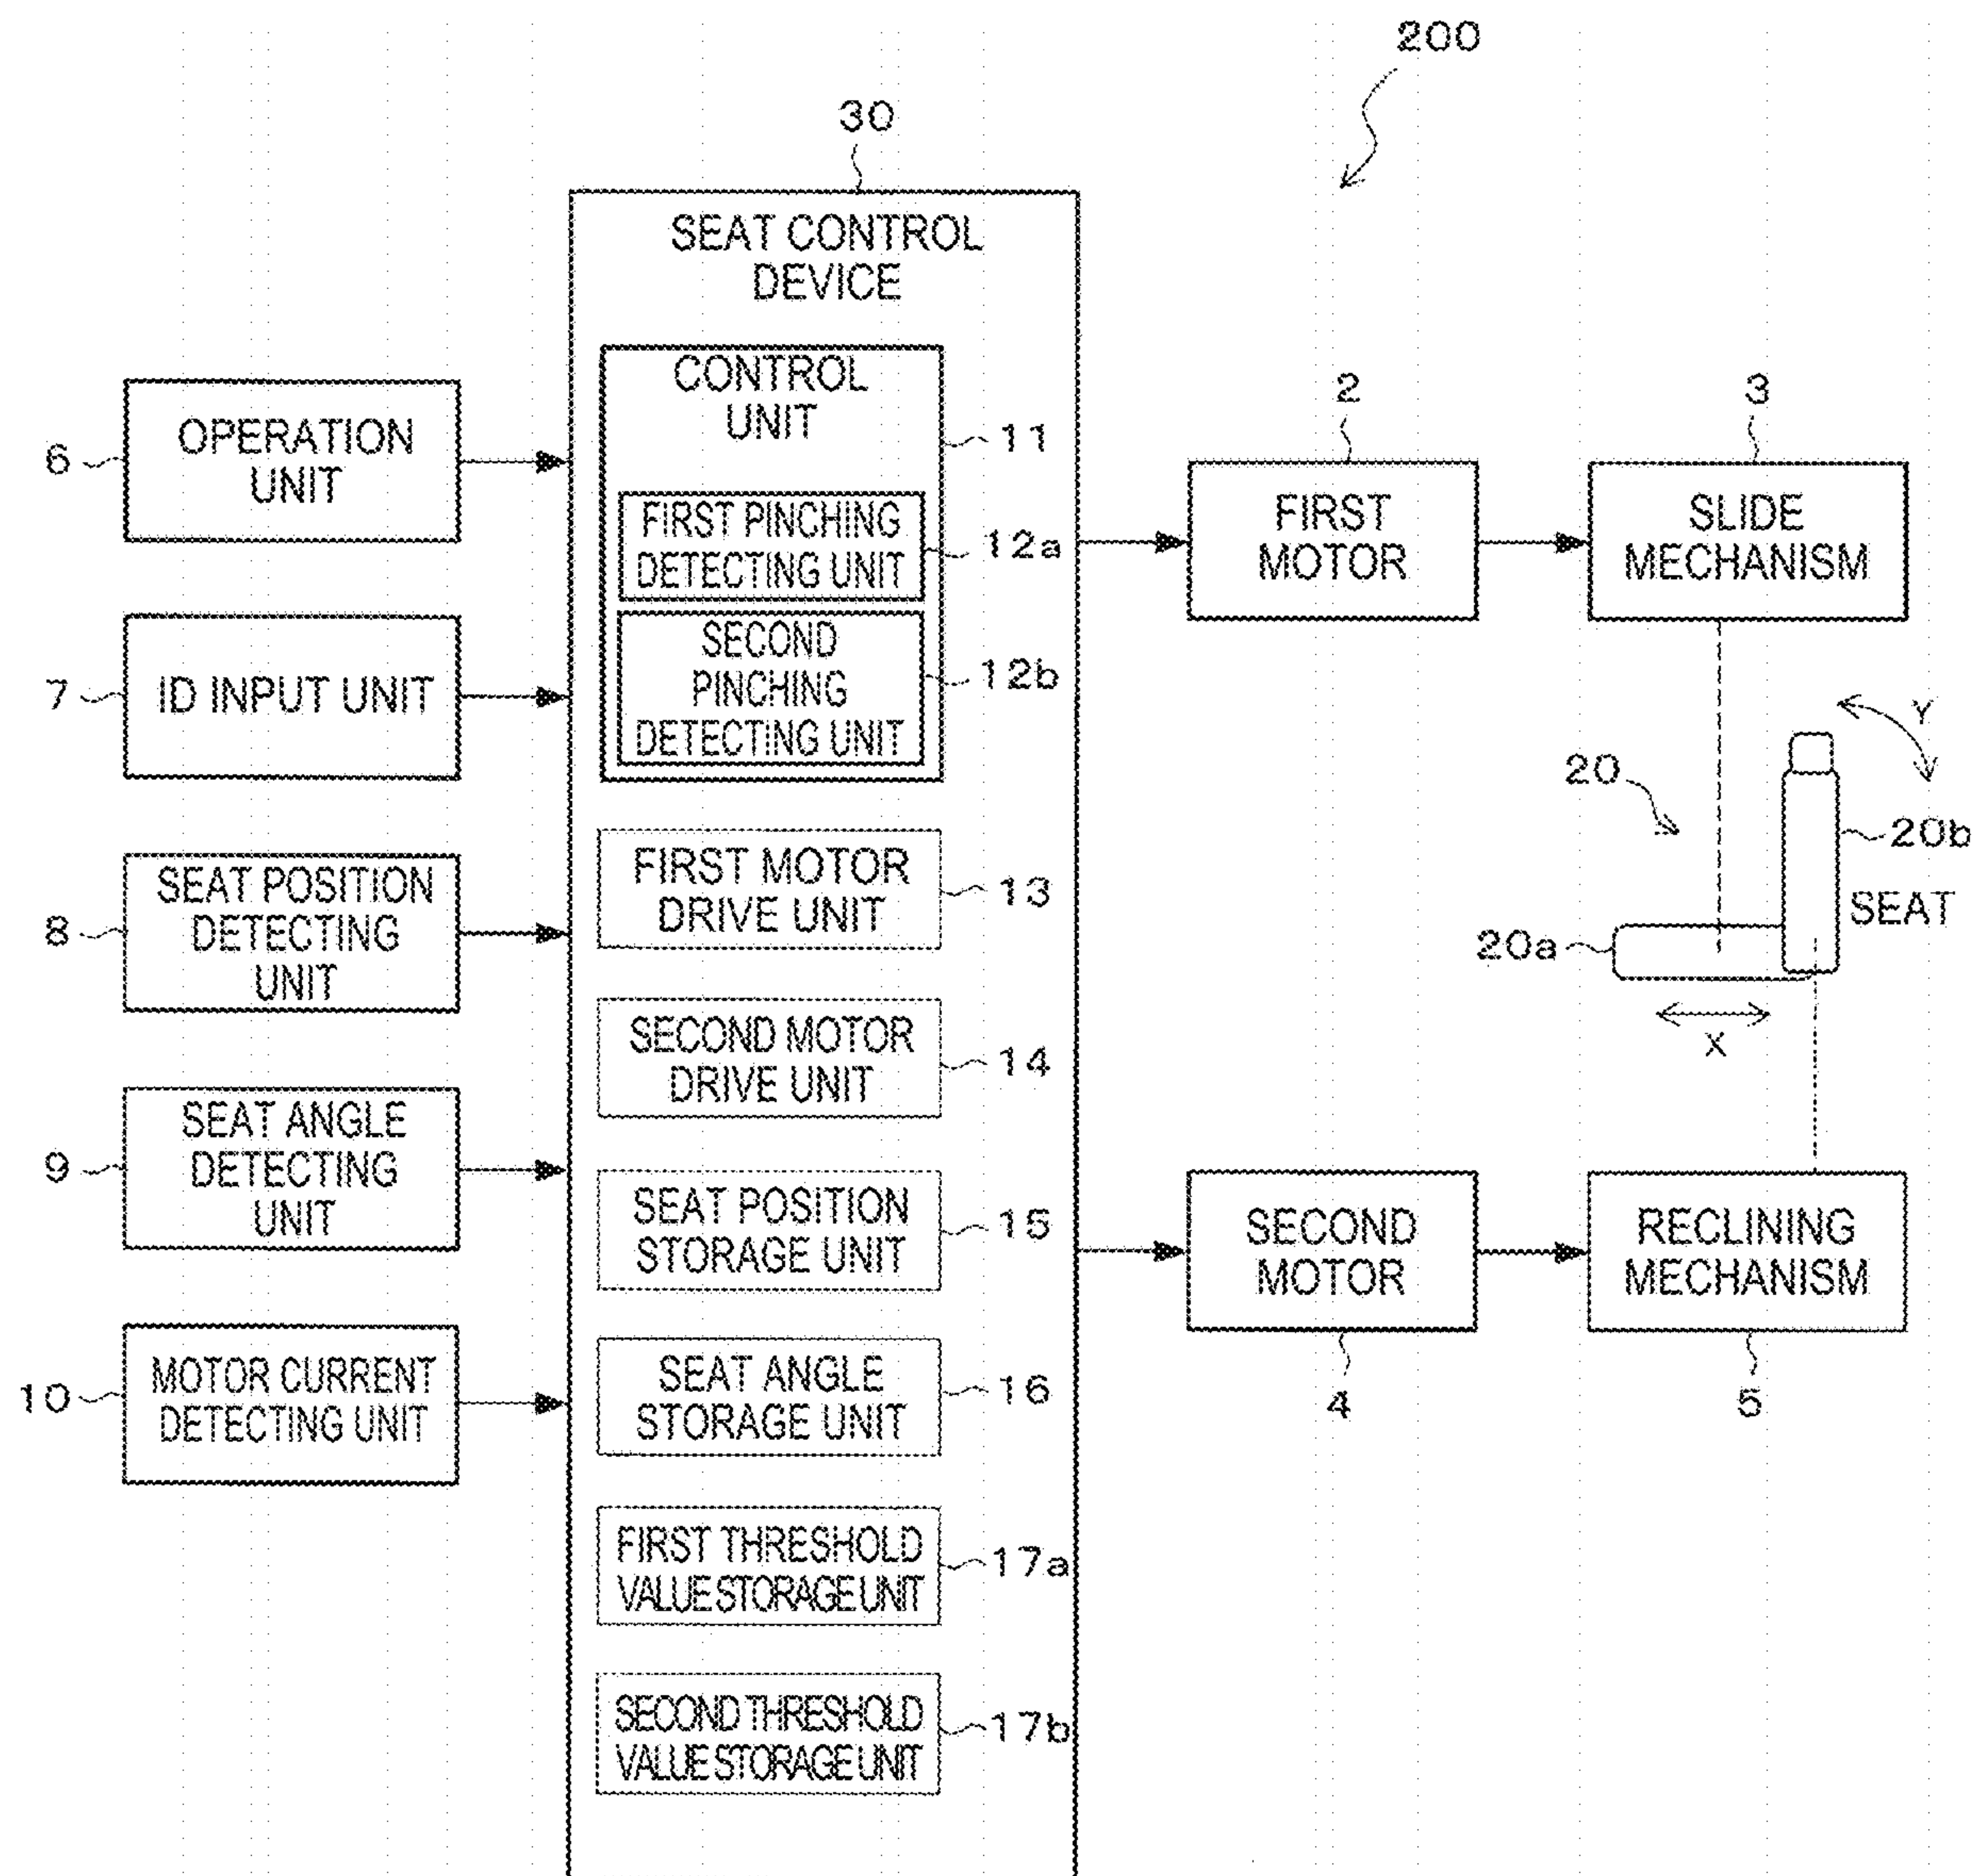 200
30
SEAT CONTROL
DEVICE
CONTROL
UNIT
11
FIRST PINCHING
DETECTING UNIT
12a
SECOND
PINCHING
DETECTING UNIT
12b
FIRST MOTOR
DRIVE UNIT
13
SECOND MOTOR
DRIVE UNIT
14
SEAT POSITION
STORAGE UNIT
15
SEAT ANGLE
STORAGE UNIT
16
FIRST THRESHOLD
VALUE STORAGE UNIT
17a
SECOND THRESHOLD
VALUE STORAGE UNIT
17b
6
OPERATION
UNIT
7
ID INPUT UNIT
8
SEAT POSITION
DETECTING
UNIT
9
SEAT ANGLE
DETECTING
UNIT
10
MOTOR CURRENT
DETECTING UNIT
2
FIRST
MOTOR
3
SLIDE
MECHANISM
Y
20
20b
SEAT
20a
X
SECOND
MOTOR
4
RECLINING
MECHANISM
5